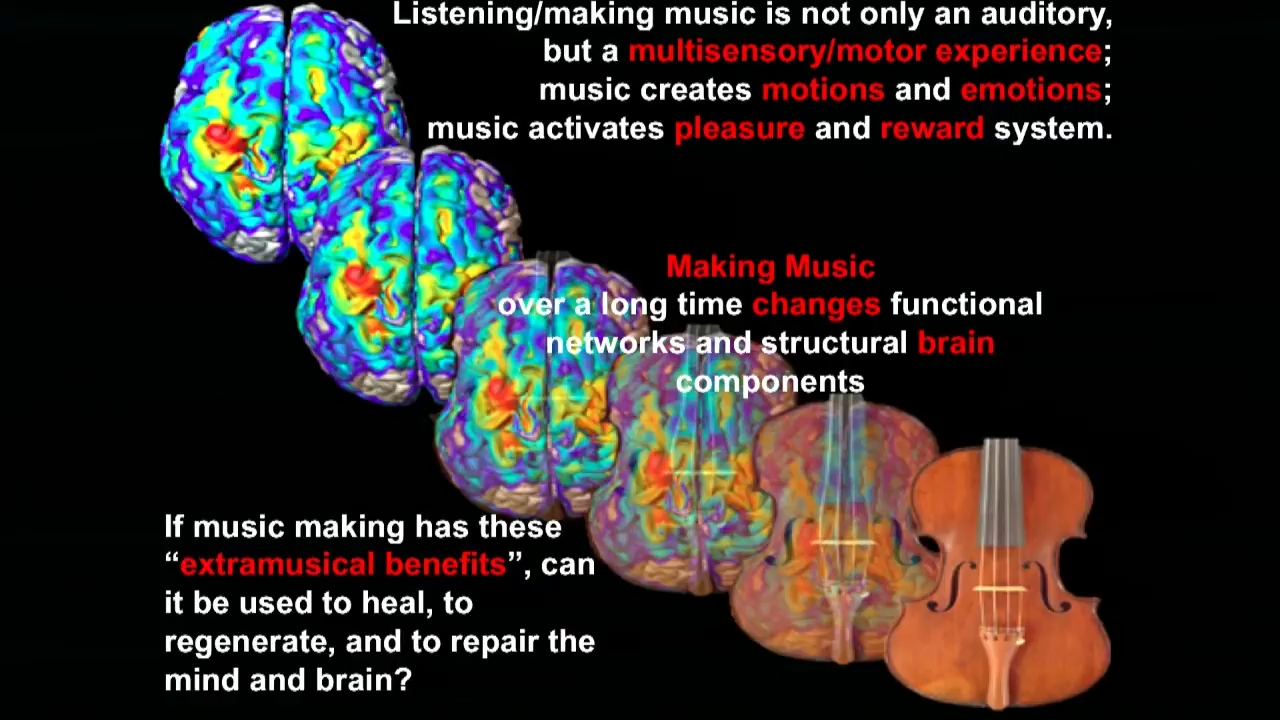 Listening/making music is not only an auditory,
but a multisensory/motor experience;
music creates motions and emotions;
music activates pleasure and reward system.
Making Music
over a long time changes functional
networks and structural brain
components
If music making has these
“extramusical benefits”, can
it be used to heal, to
regenerate, and to repair the
mind and brain?